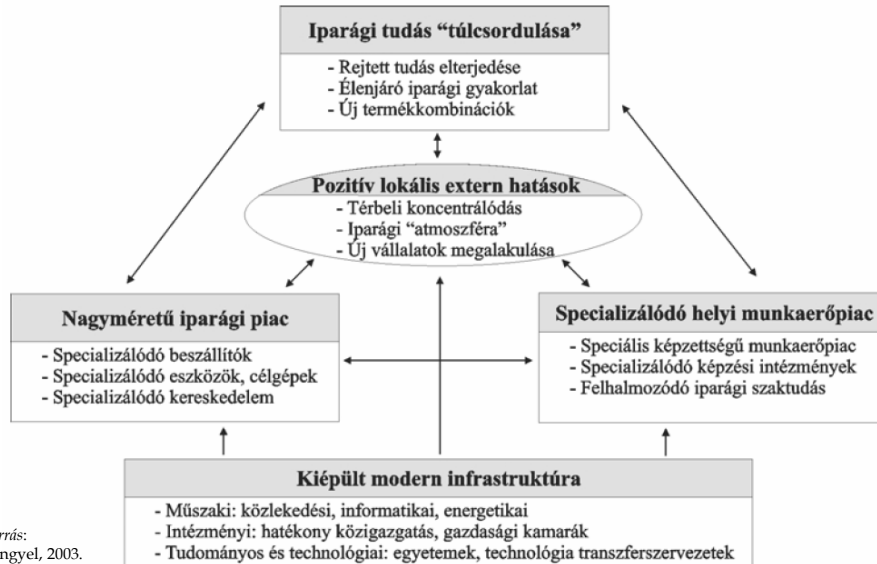 Iparági tudás “túlcsordulása”
- Rejtett tudás elterjedése
- Élenjáró iparági gyakorlat
- Új termékkombinációk
Pozitív lokális extern hatások
- Térbeli koncentrálódás
- Iparági “atmoszféra”
- Új vállalatok megalakulása
Nagyméretű iparági piac
- Specializálódó beszállítók
- Specializálódó eszközök, célgépek
- Specializálódó kereskedelem
Specializálódó helyi munkaerőpiac
- Speciális képzettségű munkaerőpiac
- Specializálódó képzési intézmények
- Felhalmozódó iparági szaktudás
Kiépült modern infrastruktúra
- Műszaki: közlekedési, informatikai, energetikai
- Intézményi: hatékony közigazgatás, gazdasági kamarák
- Tudományos és technológiai: egyetemek, technológia transzferszervezetek
rrás:
ngyel, 2003.